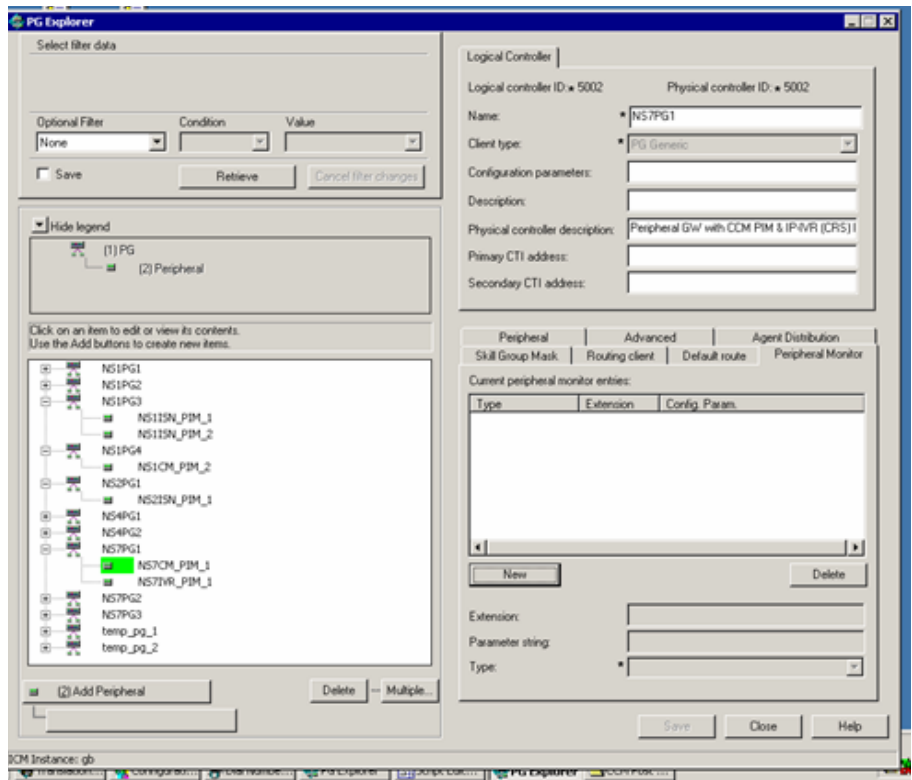 PG Explorer
Select filter data
Optional Filter
Condition
Value
None
Save
Retrieve
Cancel filter changes
Hide legend
(1) PG
(2) Peripheral
Click on an item to edit or view its contents.
Use the Add buttons to create new items.
NS1PG1
NS1PG2
NS1PG3
NS1ISN_PIM_1
NS1ISN_PIM_2
NS1PG4
NS1CM_PIM_2
NS2PG1
NS2ISN_PIM_1
NS4PG1
NS4PG2
NS7PG1
NS7CM_PIM_1
NS7IVR_PIM_1
NS7PG2
NS7PG3
temp_pg_1
temp_pg_2
(2) Add Peripheral
Delete
Multiple...
Logical Controller
Logical controller ID: 5002
Physical controller ID: 5002
Name: * NS7PG1
Client type: * PG Generic
Configuration parameters:
Description:
Physical controller description: Peripheral GW with CCM PIM & IP-IVR (CRS) I
Primary CTI address:
Secondary CTI address:
Peripheral
Advanced
Agent Distribution
Skill Group Mask
Routing client
Default route
Peripheral Monitor
Current peripheral monitor entries:
Type
Extension
Config. Param.
New
Delete
Extension:
Parameter string:
Type: *
Save
Close
Help
ICM Instance: gb
PG Explorer
PG Explorer